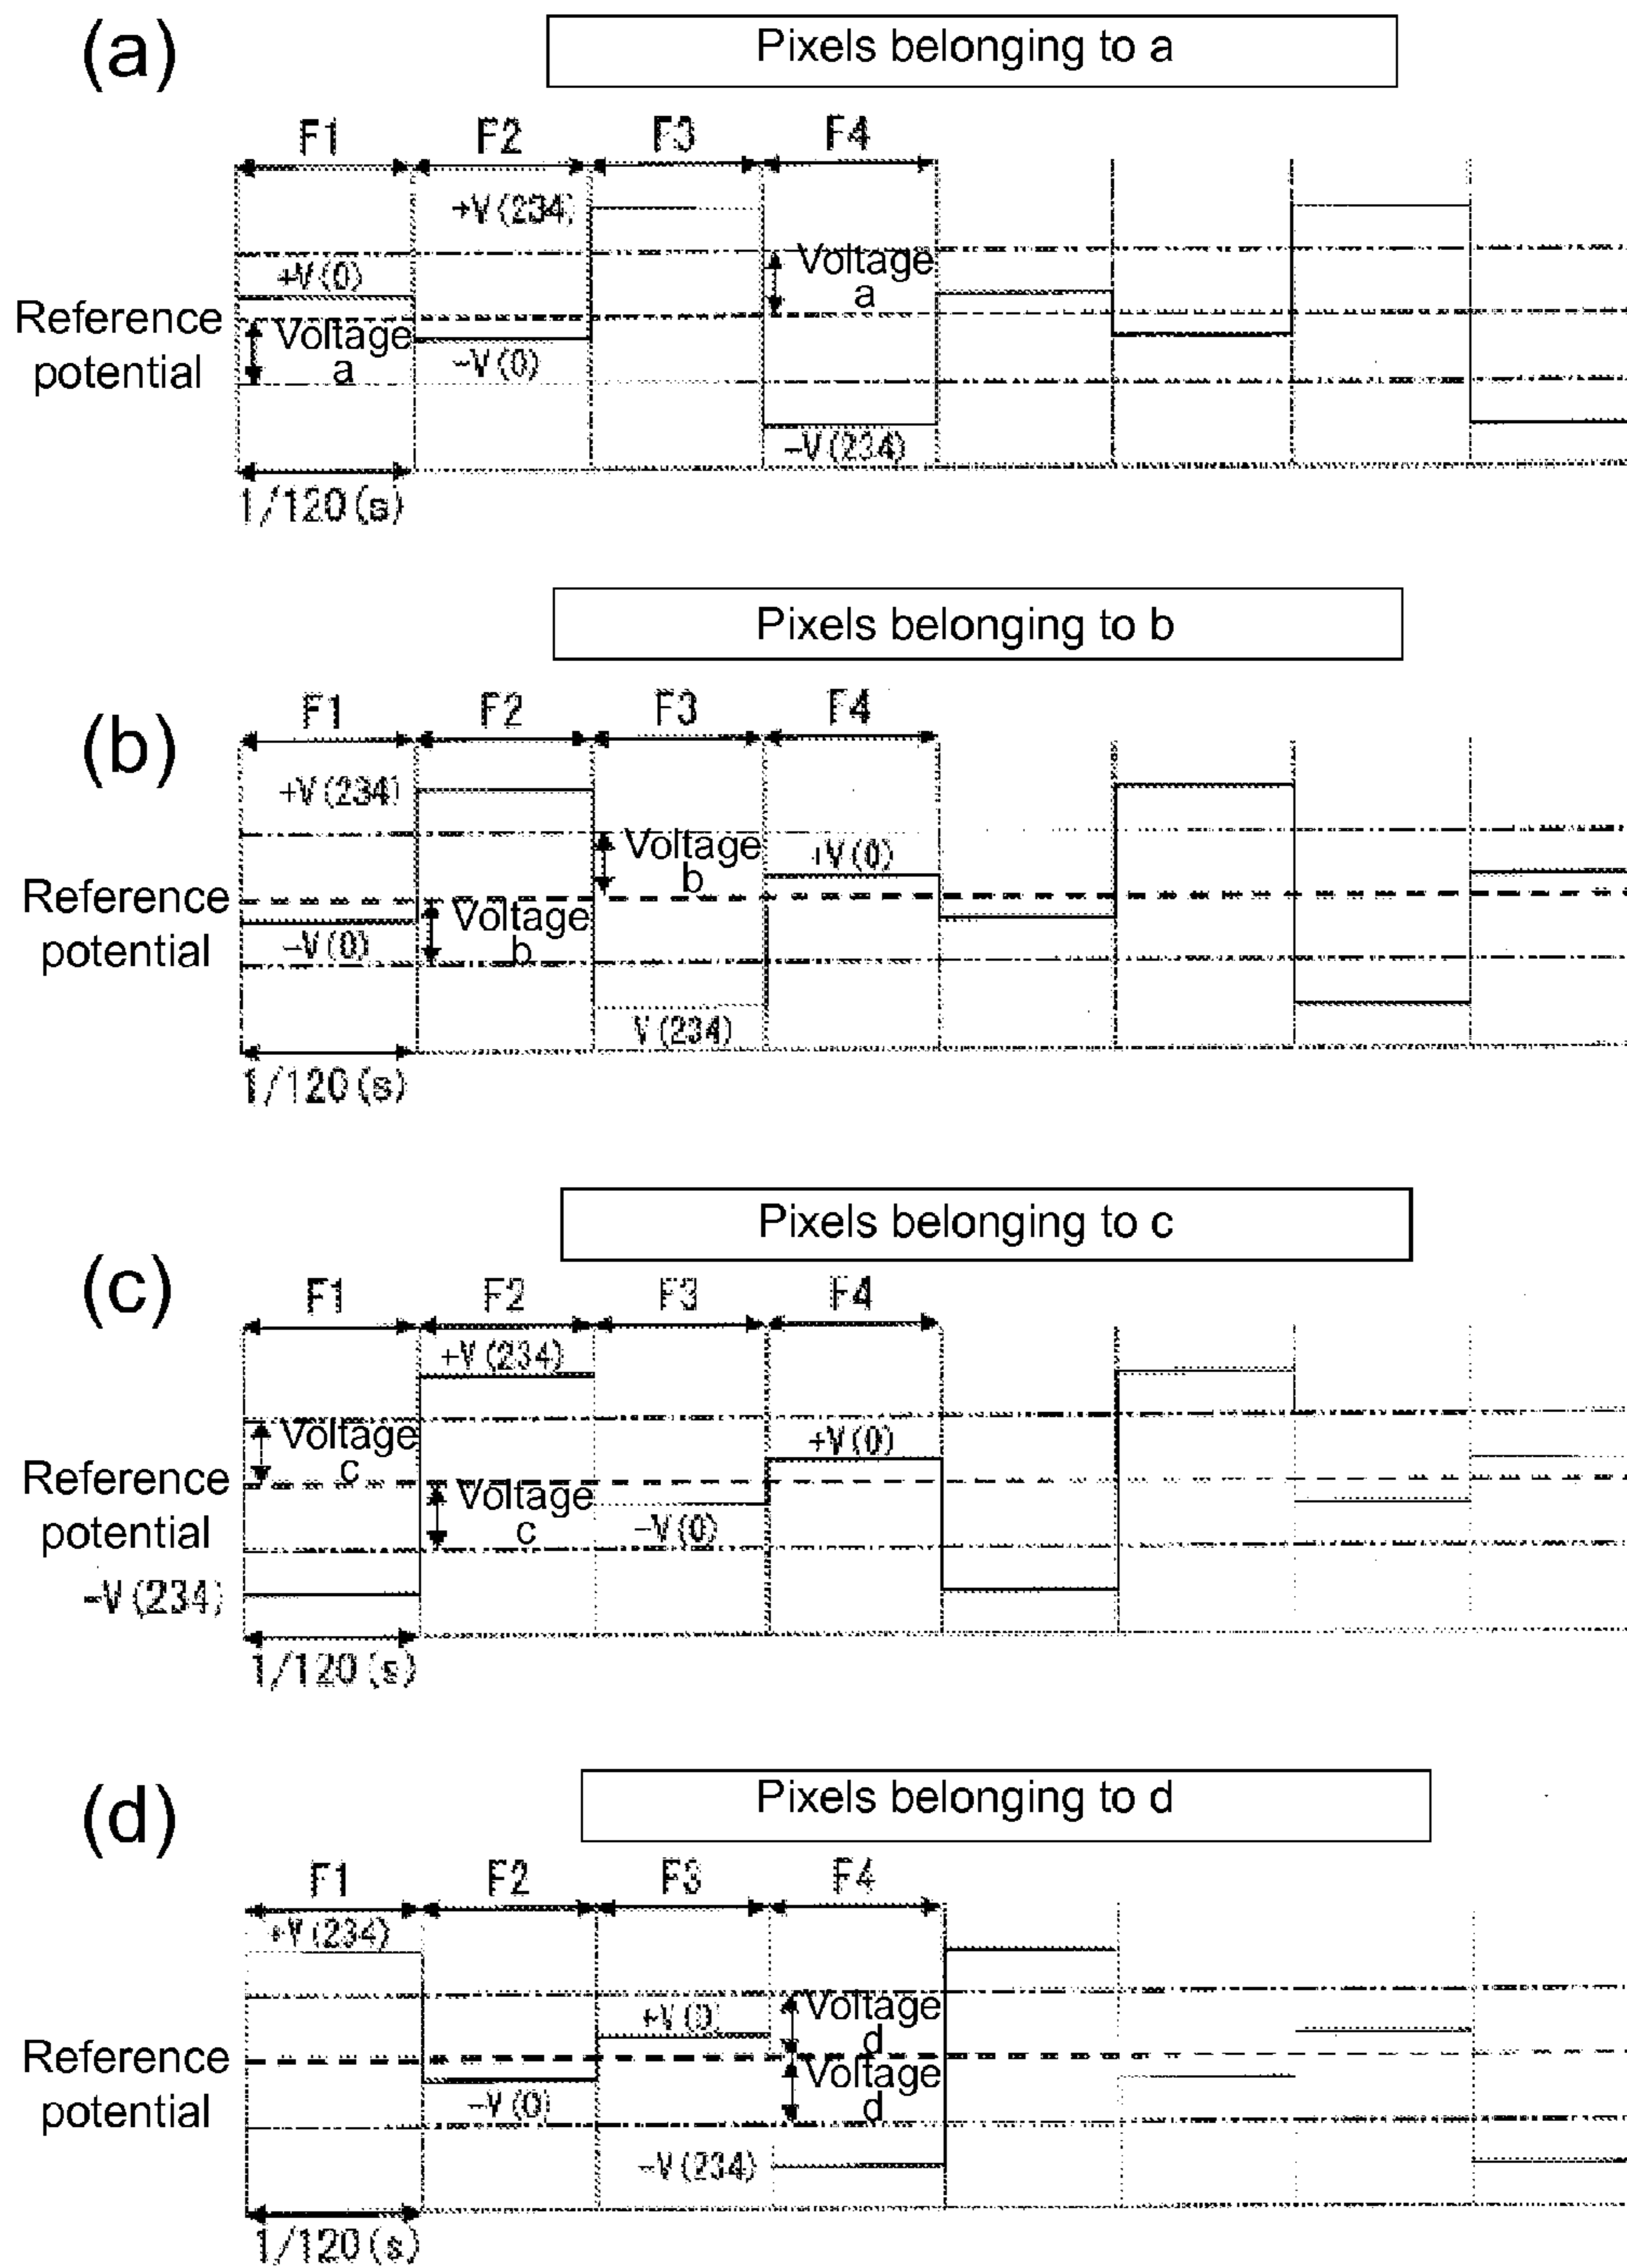 (a)
Pixels belonging to a
F1 F2 F3 F4
+V(234)
+V(0)
Voltage
a
Reference
potential
Voltage
a
-V(0)
-V(234)
1/120(s)
Pixels belonging to b
(b)
F1 F2 F3 F4
+V(234)
Voltage
b
+V(0)
Reference
potential
-V(0)
Voltage
b
V(234)
1/120(s)
Pixels belonging to c
(c)
F1 F2 F3 F4
+V(234)
Voltage
c
+V(0)
Reference
potential
Voltage
c
-V(0)
-V(234)
1/120(s)
Pixels belonging to d
(d)
F1 F2 F3 F4
+V(234)
+V(0)
Voltage
d
Reference
potential
Voltage
d
-V(0)
-V(234)
1/120(s)